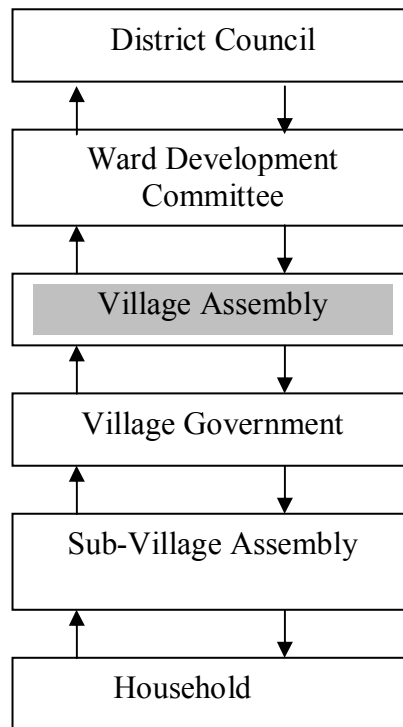 District Council
Ward Development
Committee
Village Assembly
Village Government
Sub-Village Assembly
Household